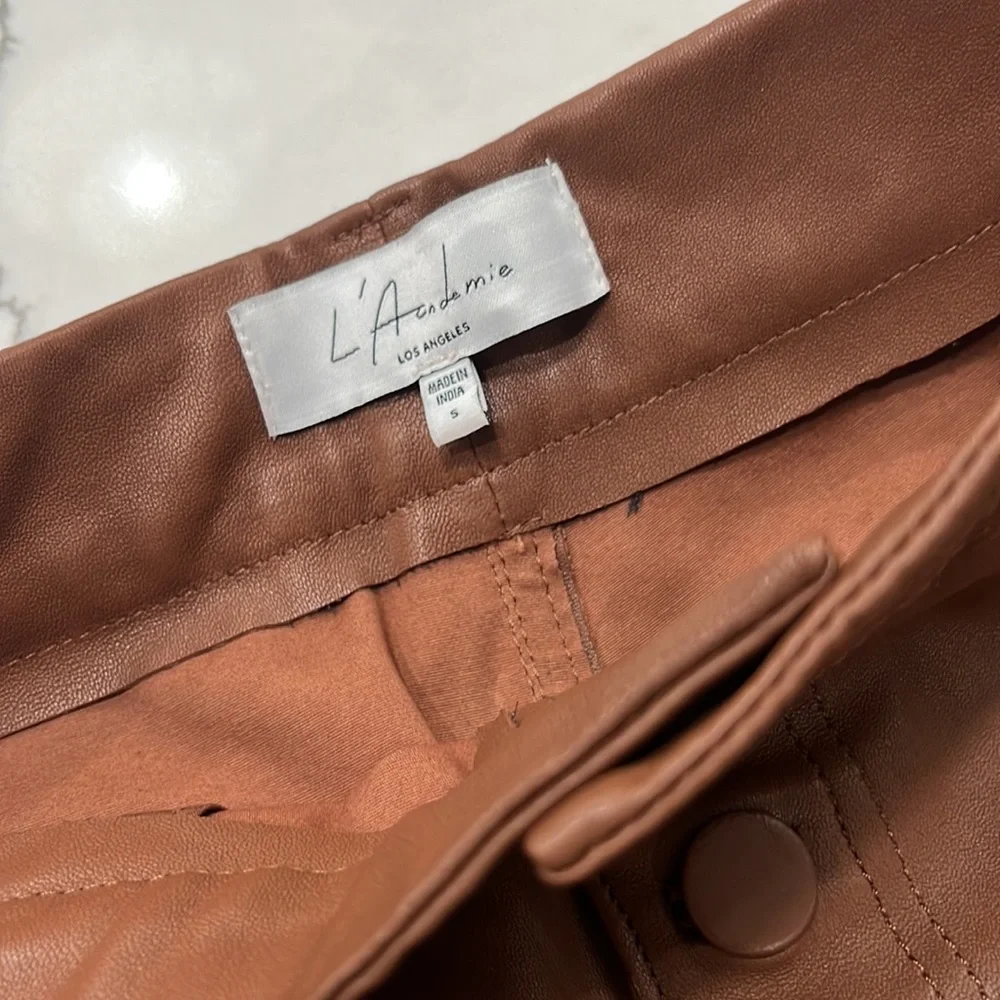 L'Academie
LOS ANGELES
MADE IN
INDIA
S